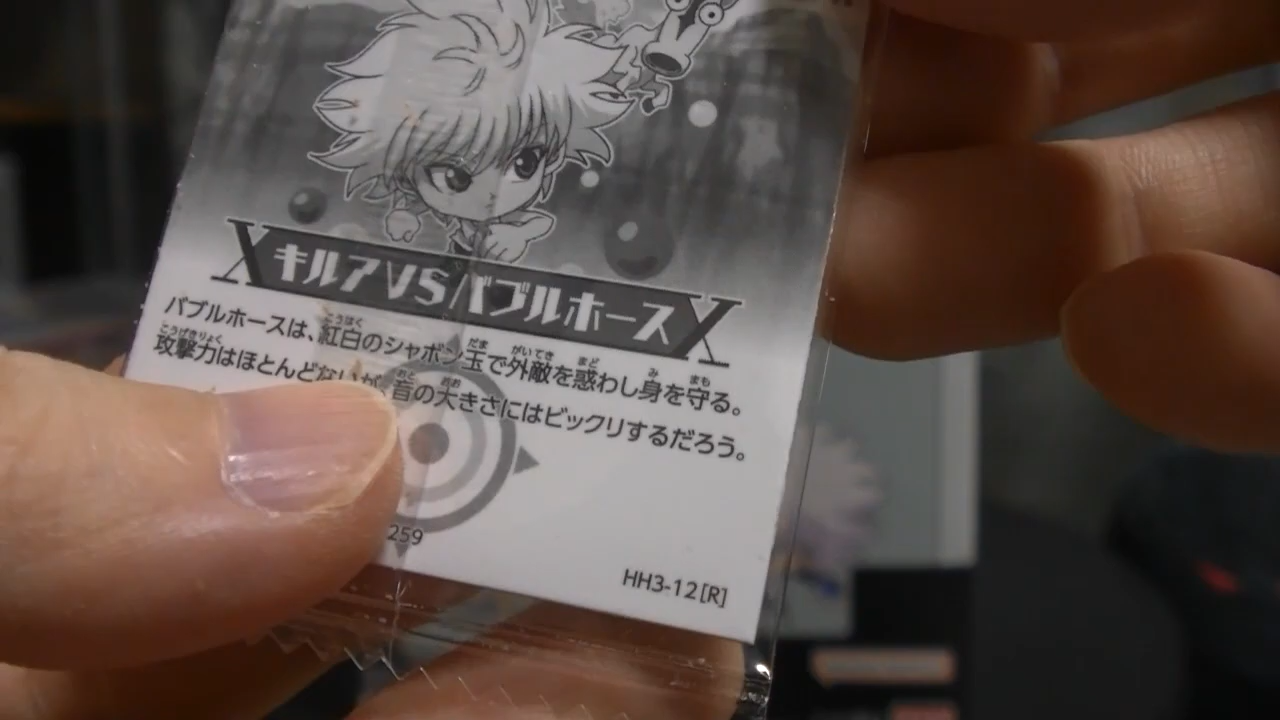 キルアVSバブルホース
バブルホースは、紅白のシャボン玉で外敵を惑わし身を守る。
攻撃力はほとんどないが、音の大きさにはビックリするだろう。
259
HH3-12[R]